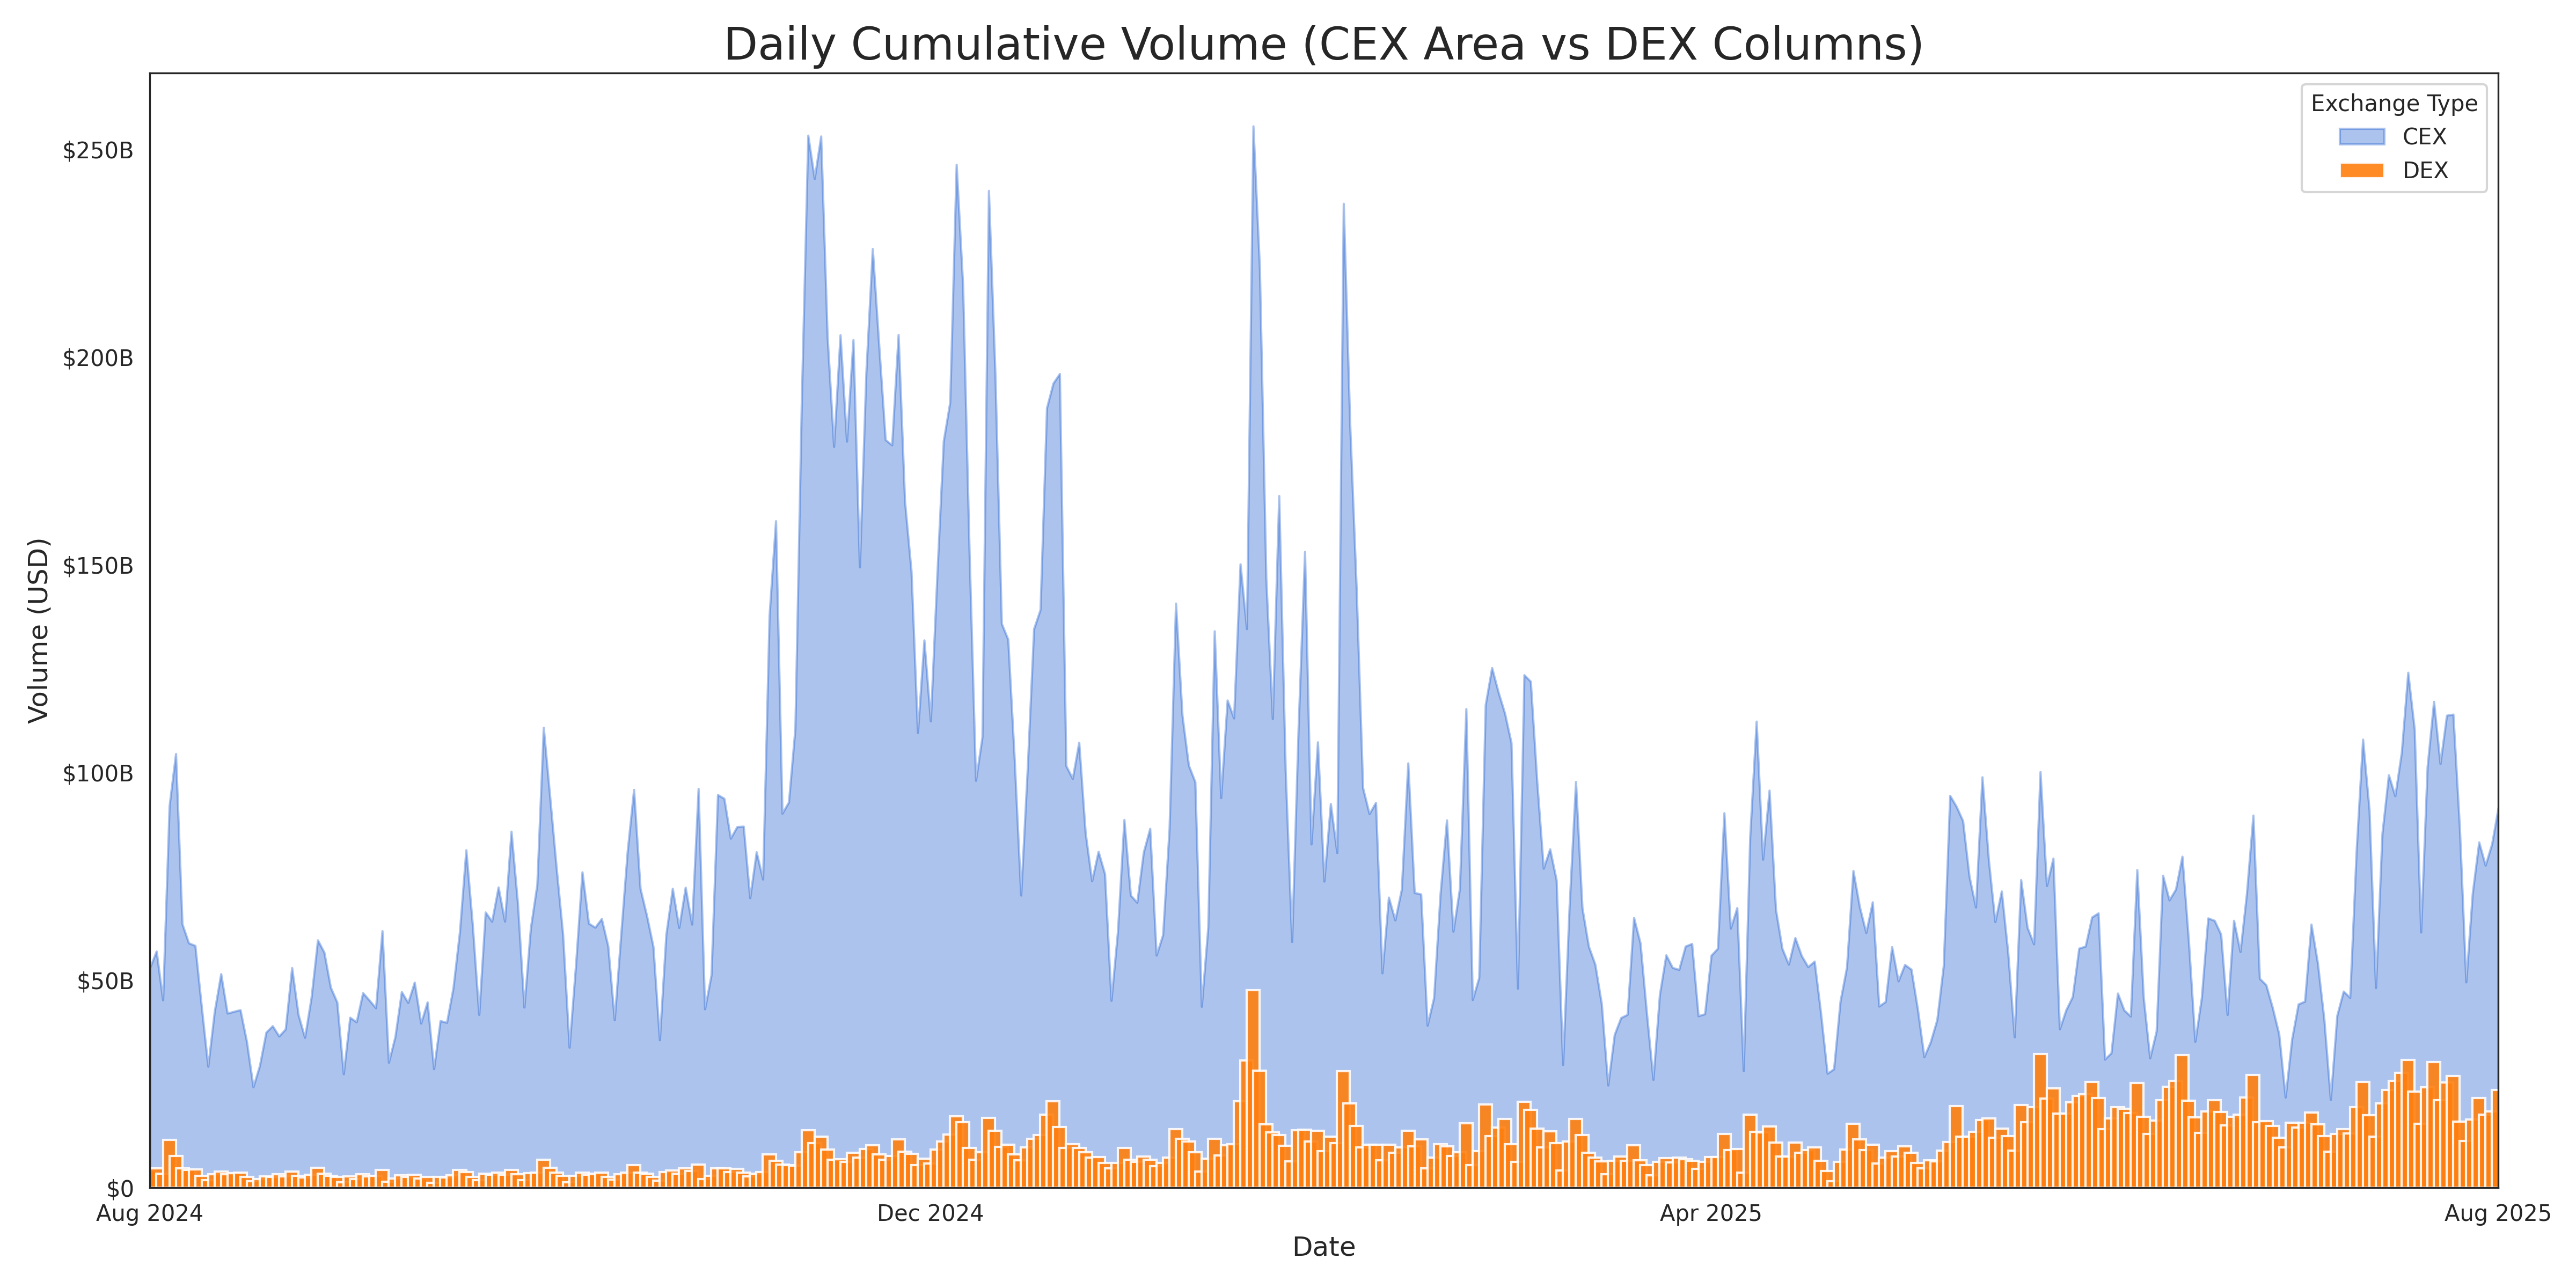 Daily Cumulative Volume (CEX Area vs DEX Columns)
Exchange Type
CEX
DEX
$250B
$200B
$150B
$100B
$50B
$0
Volume (USD)
Aug 2024
Dec 2024
Apr 2025
Aug 2025
Date